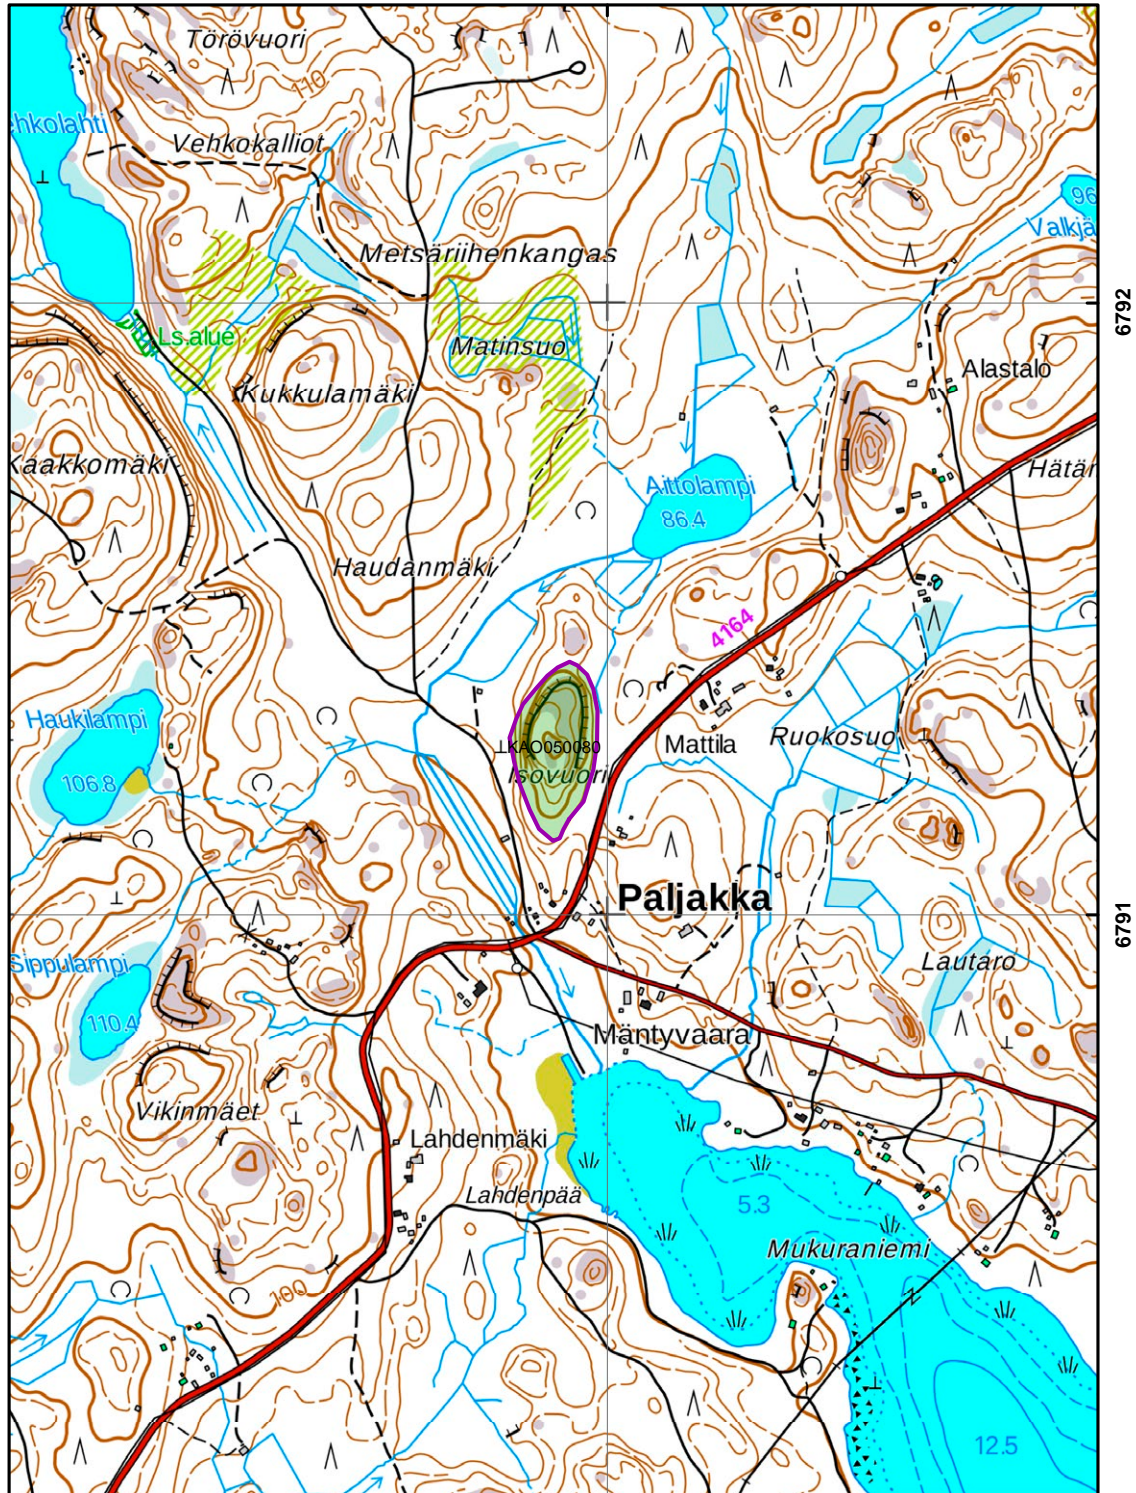 Törövuori
110
hkolahti
Vehkokalliot
96
Valkjä
Metsäriihenkangas
6792
Ls.alue
Matinsuo
Alastalo
Kukkulamäki
Kaakkomäki
Hätär
Aittolampi
86.4
Haudanmäki
4164
Haukilampi
Mattila
Ruokosuo
KAO050080
Isovuori
106.8
Paljakka
6791
Sippulampi
Lautaro
110.4
Mäntyvaara
Vikinmäet
Lahdenmäki
Lahdenpää
5.3
Mukuraniemi
100
12.5